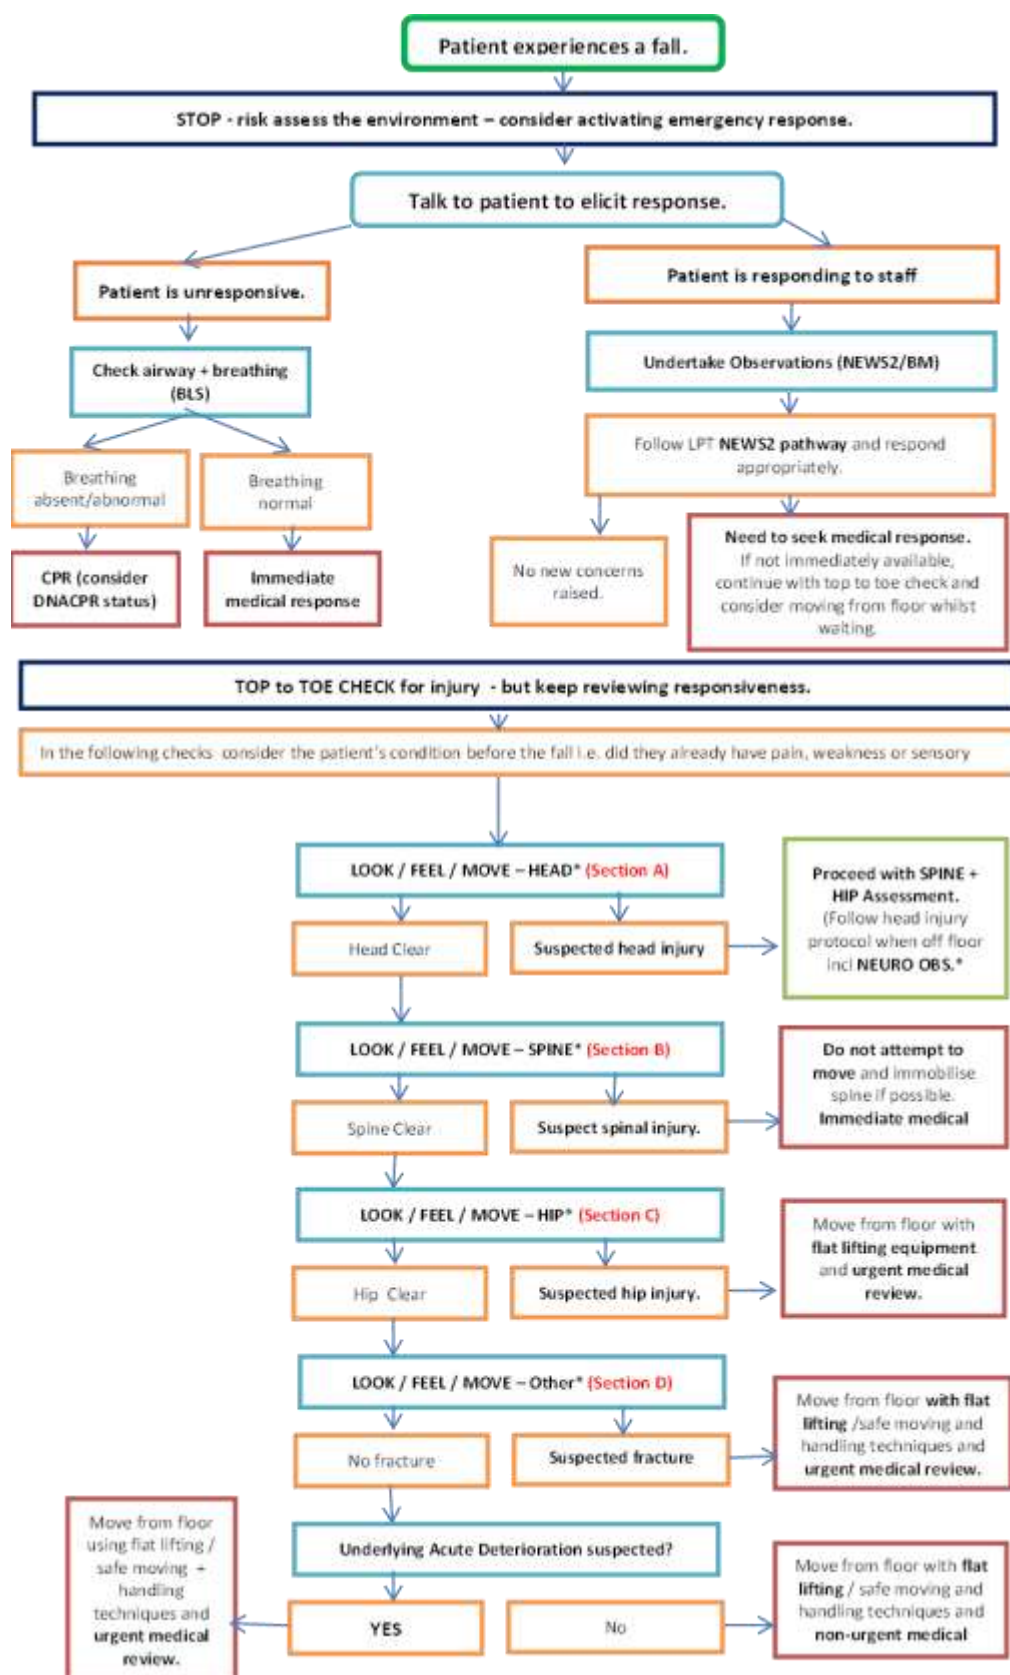 Patient experiences a fall.
STOP - risk assess the environment – consider activating emergency response.
Talk to patient to elicit response.
Patient is unresponsive.
Patient is responding to staff
Check airway + breathing
(BLS)
Undertake Observations (NEWS2/BM)
Follow LPT NEWS2 pathway and respond
appropriately.
Breathing
absent/abnormal
Breathing
normal
CPR (consider
DNACPR status)
Immediate
medical response
No new concerns
raised.
Need to seek medical response.
If not immediately available,
continue with top to toe check and
consider moving from floor whilst
waiting.
TOP to TOE CHECK for injury - but keep reviewing responsiveness.
In the following checks consider the patient's condition before the fall i.e. did they already have pain, weakness or sensory
LOOK / FEEL / MOVE – HEAD* (Section A)
Head Clear
Suspected head injury
Proceed with SPINE +
HIP Assessment.
(Follow head injury
protocol when off floor
incl NEURO OBS.*
LOOK / FEEL / MOVE – SPINE* (Section B)
Spine Clear
Suspect spinal injury.
Do not attempt to
move and immobilise
spine if possible.
Immediate medical
LOOK / FEEL / MOVE – HIP* (Section C)
Hip Clear
Suspected hip injury.
Move from floor with
flat lifting equipment
and urgent medical
review.
LOOK / FEEL / MOVE – Other* (Section D)
No fracture
Suspected fracture
Move from floor with flat
lifting /safe moving and
handling techniques and
urgent medical review.
Underlying Acute Deterioration suspected?
YES
No
Move from floor
using flat lifting /
safe moving +
handling
techniques and
urgent medical
review.
Move from floor with flat
lifting / safe moving and
handling techniques and
non-urgent medical